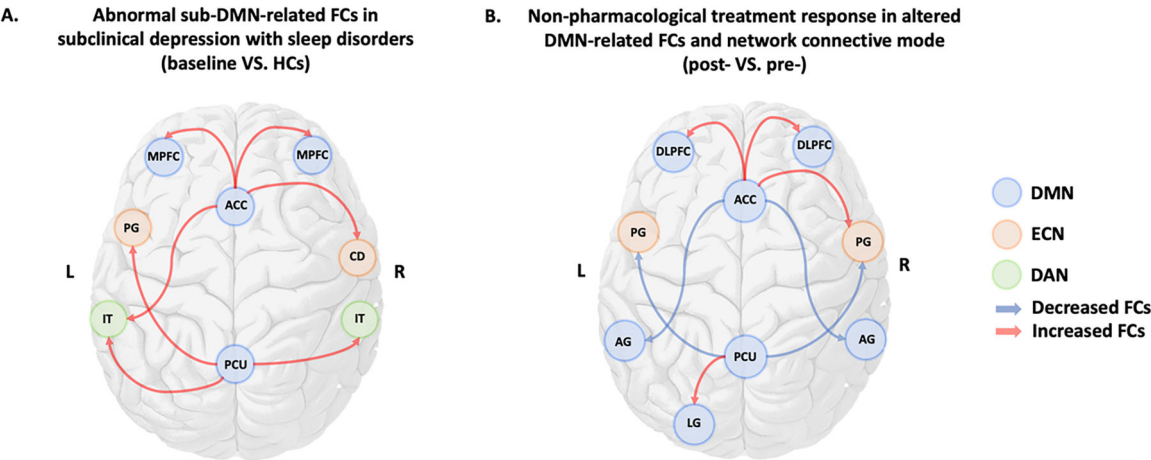 A.
Abnormal sub-DMN-related FCs in
subclinical depression with sleep disorders
(baseline VS. HCs)
MPFC
MPFC
ACC
PG
CD
L
R
IT
IT
PCU
B.
Non-pharmacological treatment response in altered
DMN-related FCs and network connective mode
(post- VS. pre-)
DLPFC
DLPFC
ACC
PG
PG
L
R
AG
AG
PCU
LG
DMN
ECN
DAN
Decreased FCs
Increased FCs